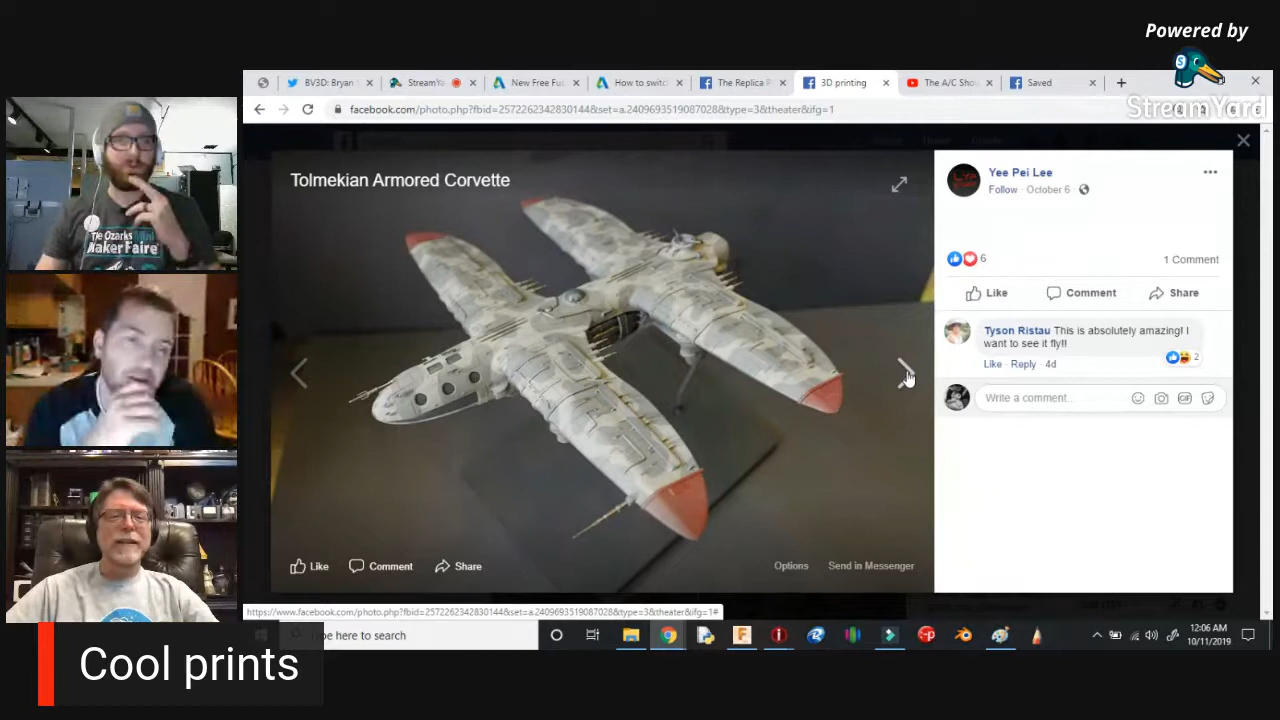 Powered by
StreamYard
BV3D: Bryan
StreamYa
New Free Fu
How to switc
The Replica P
3D printing
The A/C Sho
Saved
facebook.com/photo.php?fbid=2572262342830144&set=a.2409693519087028&type=3&theater&ifg=1
Tolmekian Armored Corvette
Yee Pei Lee
Follow · October 6
6
1 Comment
Like Comment Share
Tyson Ristau This is absolutely amazing! I
want to see it fly!!
2
Like · Reply · 4d
Write a comment...
GIF
The Ozarks Mini
Maker Faire
Like Comment Share
Options Send in Messenger
https://www.facebook.com/photo.php?fbid=2572262342830144&set=a.2409693519087028&type=3&theater&ifg=1#
Type here to search
12:06 AM
10/11/2019
Cool prints